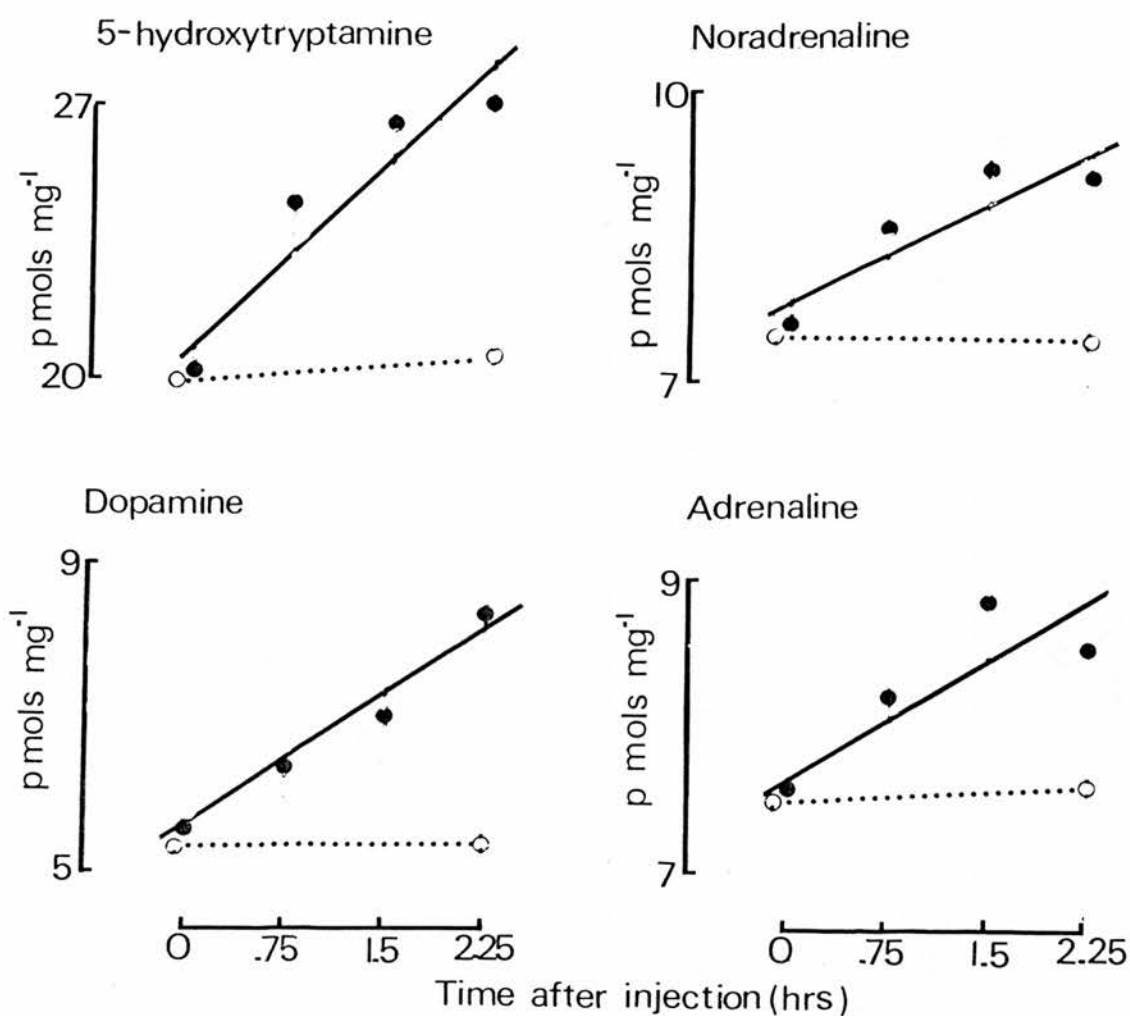 5-hydroxytryptamine
27
p mols mg-1
20
Noradrenaline
10
p mols mg-1
7
Dopamine
9
p mols mg-1
5
0 .75 1.5 2.25
Adrenaline
9
p mols mg-1
7
0 .75 1.5 2.25
Time after injection (hrs)